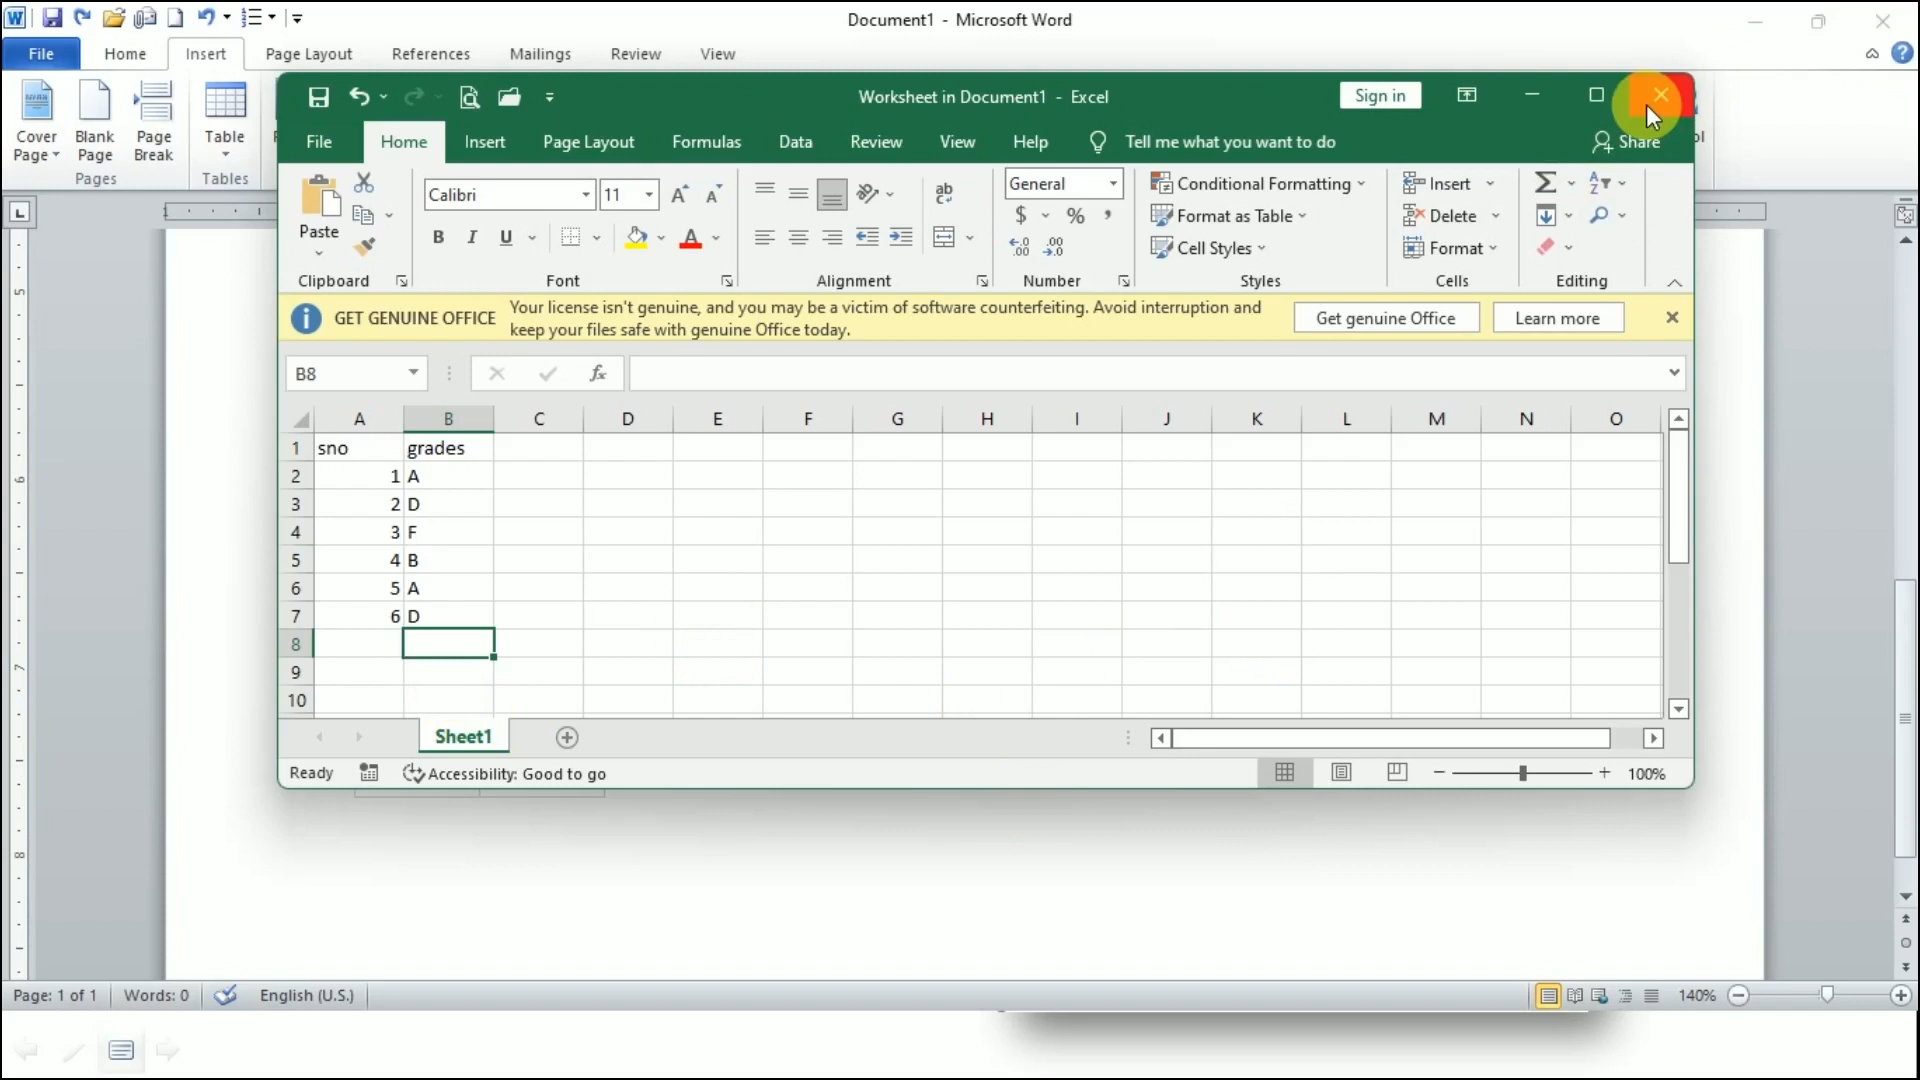 Document1 - Microsoft Word
File Home Insert Page Layout References Mailings Review View
Cover Page
Blank Page
Page Break
Table
Pages
Tables
Worksheet in Document1 - Excel
Sign in
File Home Insert Page Layout Formulas Data Review View Help Tell me what you want to do
Share
Paste
Clipboard
Calibri 11
B I U
Font
ab
Alignment
General
$ % ,
Number
Conditional Formatting
Format as Table
Cell Styles
Styles
Insert
Delete
Format
Cells
Editing
GET GENUINE OFFICE
Your license isn't genuine, and you may be a victim of software counterfeiting. Avoid interruption and
keep your files safe with genuine Office today.
Get genuine Office
Learn more
B8
fx
A B C D E F G H I J K L M N O
1 sno grades
2 1 A
3 2 D
4 3 F
5 4 B
6 5 A
7 6 D
8
9
10
Sheet1
Ready
Accessibility: Good to go
100%
Page: 1 of 1 Words: 0 English (U.S.)
140%